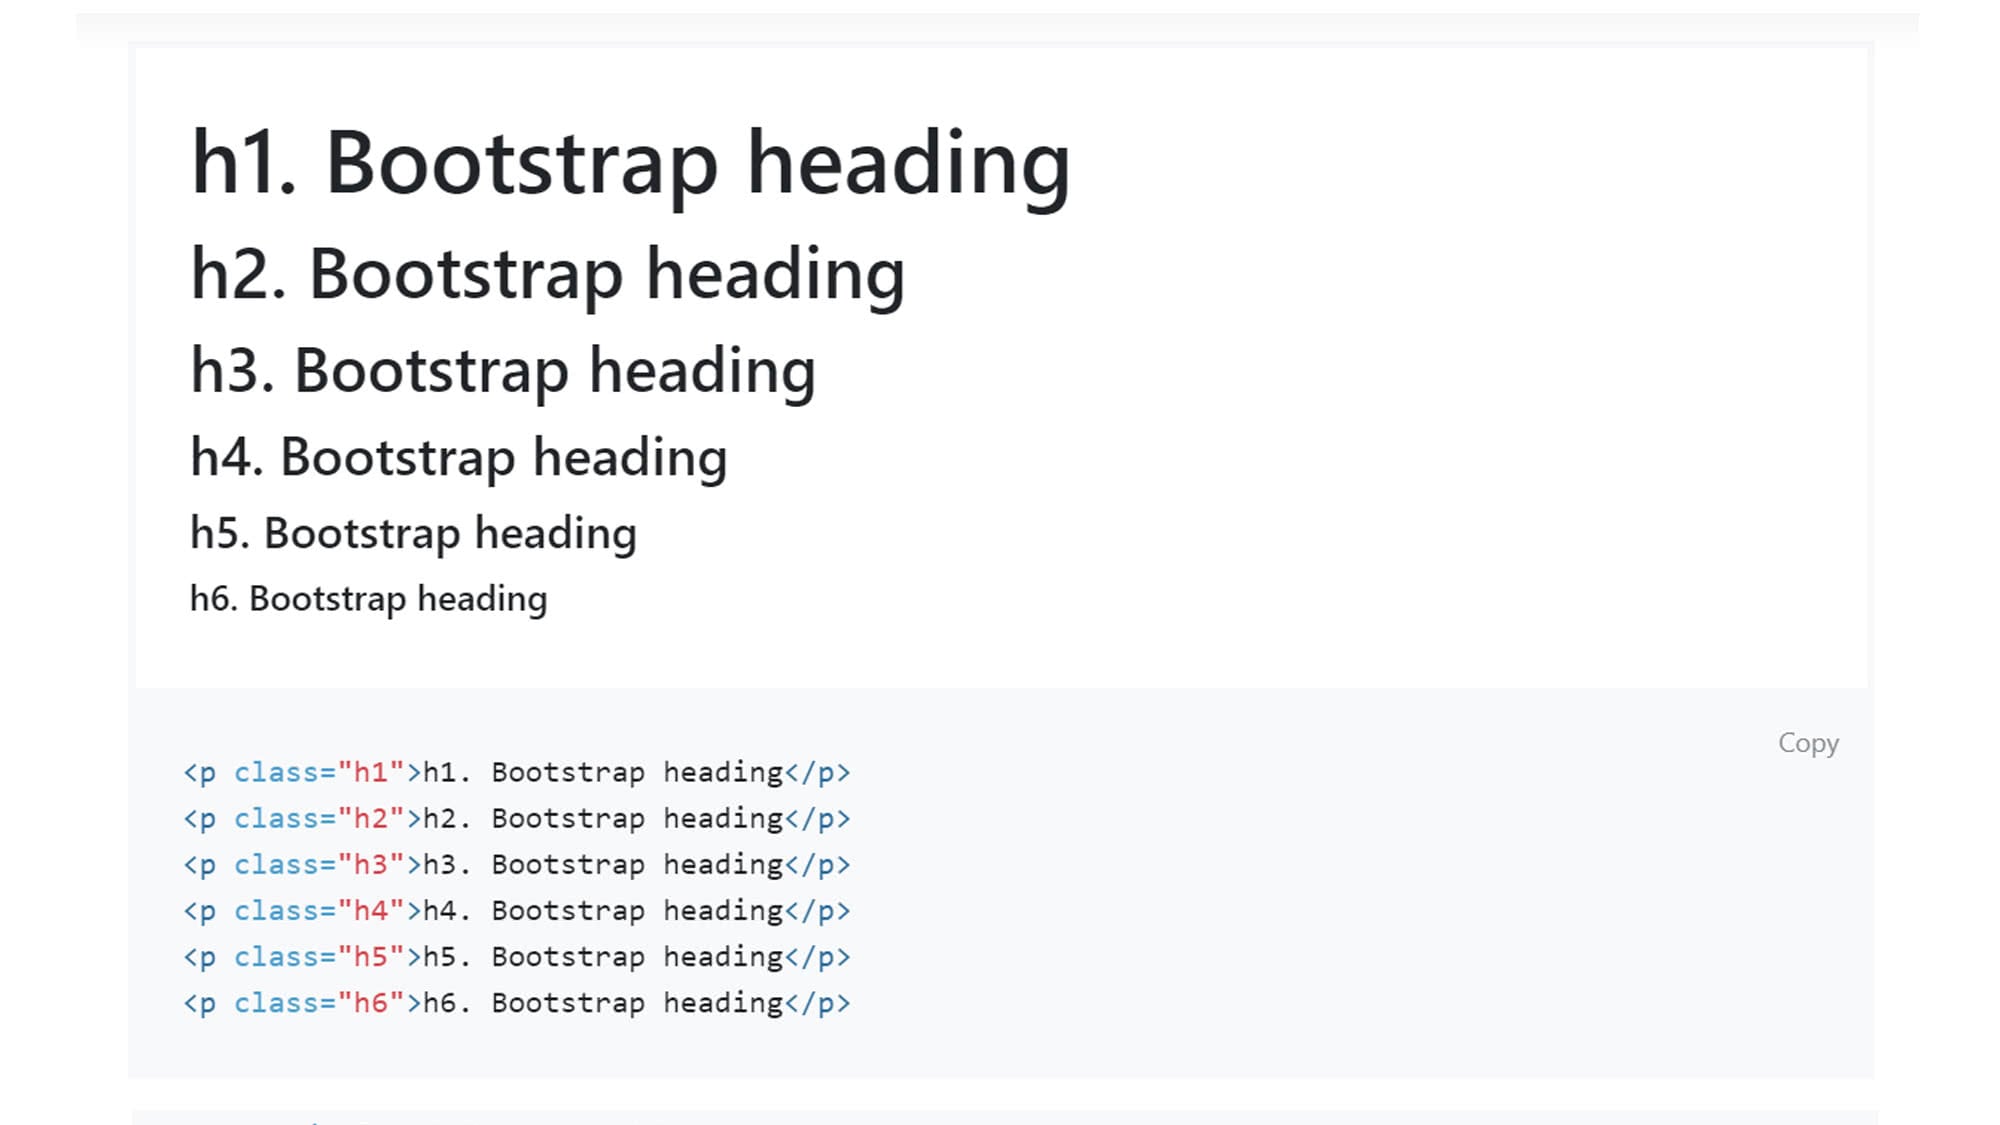 h1. Bootstrap heading
h2. Bootstrap heading
h3. Bootstrap heading
h4. Bootstrap heading
h5. Bootstrap heading
h6. Bootstrap heading
Copy
<p class="h1">h1. Bootstrap heading</p>
<p class="h2">h2. Bootstrap heading</p>
<p class="h3">h3. Bootstrap heading</p>
<p class="h4">h4. Bootstrap heading</p>
<p class="h5">h5. Bootstrap heading</p>
<p class="h6">h6. Bootstrap heading</p>